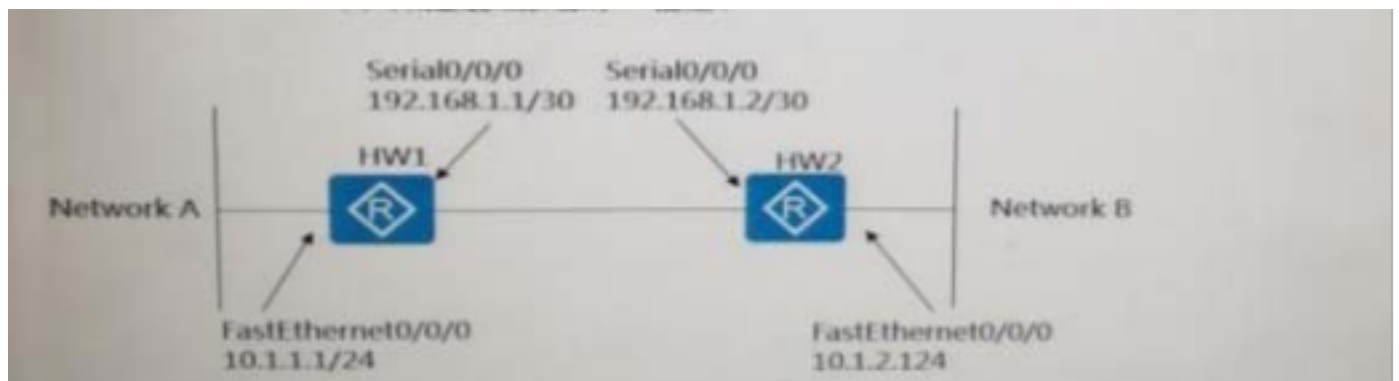 Serial0/0/0 Serial0/0/0
192.168.1.1/30 192.168.1.2/30
HW1 HW2
Network A R R Network B
FastEthernet0/0/0 FastEthernet0/0/0
10.1.1.1/24 10.1.2.124